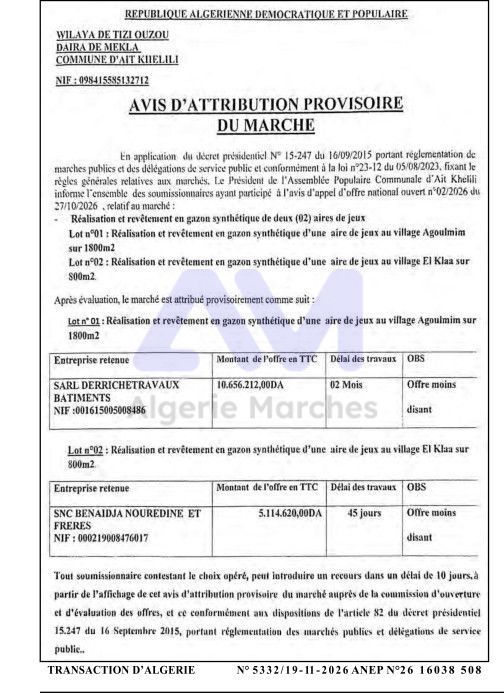 REPUBLIQUE ALGERIENNE DEMOCRATIQUE ET POPULAIRE
WILAYA DE TIZI OUZOU
DAIRA DE MEKLA
COMMUNE D'AIT KHELILI
NIF : 098415585132712
AVIS D'ATTRIBUTION PROVISOIRE
DU MARCHE
En application du décret présidentiel N° 15-247 du 16/09/2015 portant réglementation de
marches publics et des délégations de service public et conformément à la loi n°23-12 du 05/08/2023, fixant le
règles générales relatives aux marchés. Le Président de l'Assemblée Populaire Communale d'Ait Khelili
informe l'ensemble des soumissionnaires ayant participé à l'avis d'appel d'offre national ouvert n°02/2026 du
27/10/2026 , relatif au marché :
- Réalisation et revêtement en gazon synthétique de deux (02) aires de jeux
Lot n°01 : Réalisation et revêtement en gazon synthétique d'une aire de jeux au village Agoulmim
sur 1800m2
Lot n°02 : Réalisation et revêtement en gazon synthétique d'une aire de jeux au village El Klaa sur
800m2.
Après évaluation, le marché est attribué provisoirement comme suit :
Lot n° 01 : Réalisation et revêtement en gazon synthétique d'une aire de jeux au village Agoulmim sur
1800m2
Entreprise retenue Montant de l'offre en TTC Délai des travaux OBS
SARL DERRICHETRAVAUX 10.656.212,00DA 02 Mois Offre moins
BATIMENTS
NIF :001615005008486 disant
Algerie Marches
Lot n°02 : Réalisation et revêtement en gazon synthétique d'une aire de jeux au village El Klaa sur
800m2
Entreprise retenue Montant de l'offre en TTC Délai des travaux OBS
SNC BENAIDJA NOUREDINE ET 5.114.620,00DA 45 jours Offre moins
FRERES
NIF : 000219008476017 disant
Tout soumissionnaire contestant le choix opéré, peut introduire un recours dans un délai de 10 jours,à
partir de l'affichage de cet avis d'attribution provisoire du marché auprès de la commission d'ouverture
et d'évaluation des offres, et ce conformément aux dispositions de l'article 82 du décret présidentiel
15.247 du 16 Septembre 2015, portant réglementation des marchés publics et délégations de service
public..
TRANSACTION D'ALGERIE N° 5332/19-11-2026 ANEP N°26 16038 508